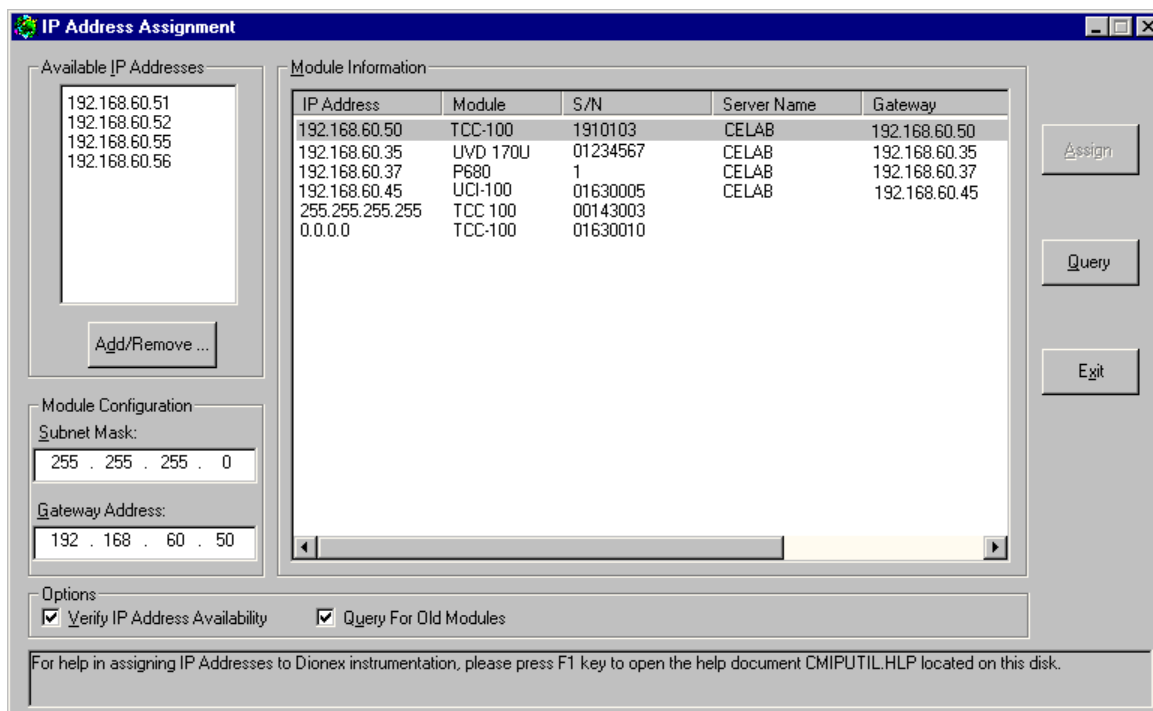 IP Address Assignment
Available IP Addresses
192.168.60.51
192.168.60.52
192.168.60.55
192.168.60.56
Add/Remove ...
Module Information
IP Address Module S/N Server Name Gateway
192.168.60.50 TCC-100 1910103 CELAB 192.168.60.50
192.168.60.35 UVD 170U 01234567 CELAB 192.168.60.35
192.168.60.37 P680 1 CELAB 192.168.60.37
192.168.60.45 UCI-100 01630005 CELAB 192.168.60.45
255.255.255.255 TCC 100 00143003
0.0.0.0 TCC-100 01630010
Assign
Query
Exit
Module Configuration
Subnet Mask:
255 . 255 . 255 . 0
Gateway Address:
192 . 168 . 60 . 50
Options
Verify IP Address Availability Query For Old Modules
For help in assigning IP Addresses to Dionex instrumentation, please press F1 key to open the help document CMIPUTIL.HLP located on this disk.